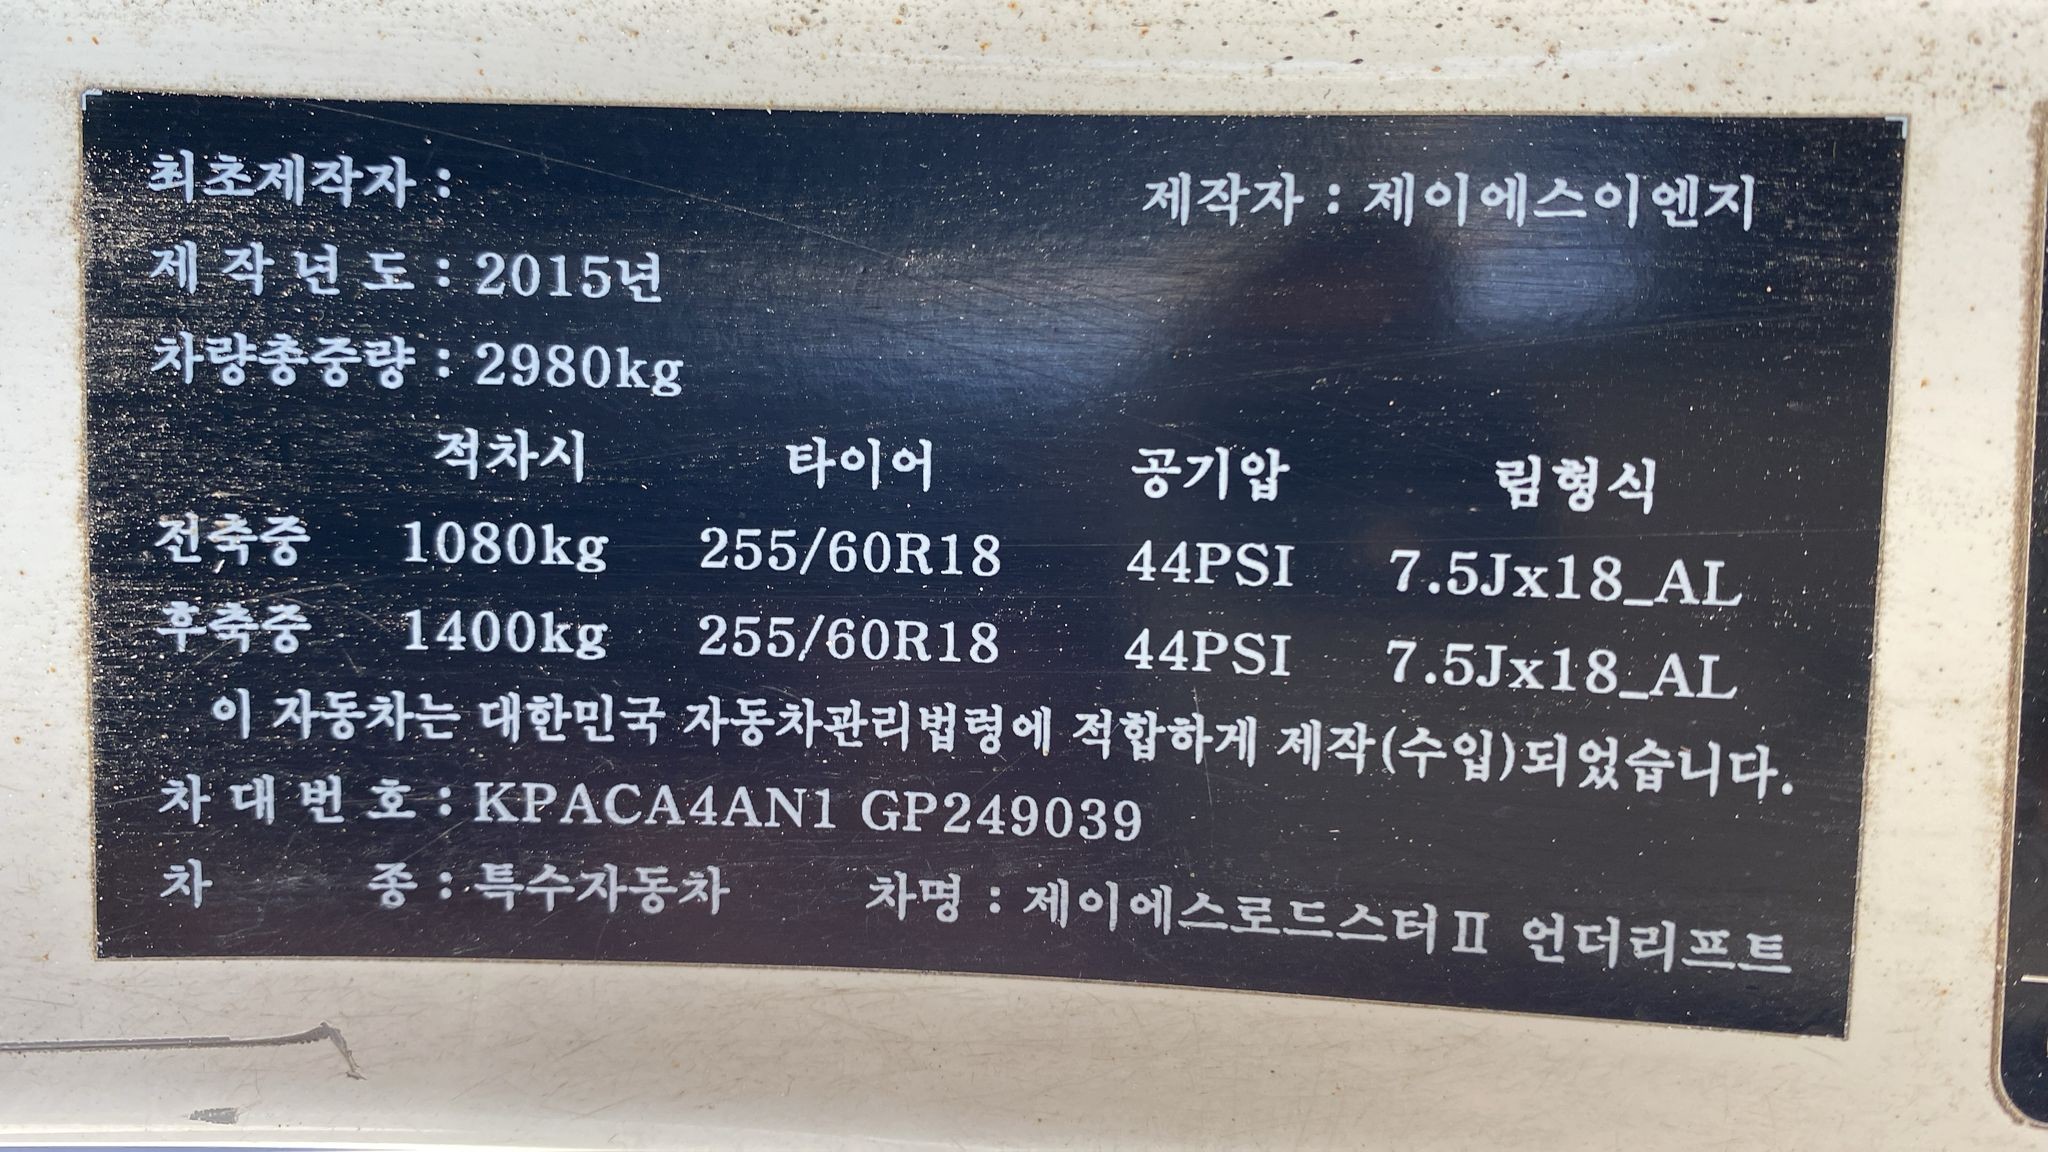 최초제작자 : 제작자 : 제이에스이엔지
제 작 년 도 : 2015년
차량총중량 : 2980kg
적차시 타이어 공기압 림형식
전축중 1080kg 255/60R18 44PSI 7.5Jx18_AL
후축중 1400kg 255/60R18 44PSI 7.5Jx18_AL
이 자동차는 대한민국 자동차관리법령에 적합하게 제작(수입)되었습니다.
차 대 번 호 : KPACA4AN1 GP249039
차 종 : 특수자동차 차명 : 제이에스로드스터Ⅱ 언더리프트